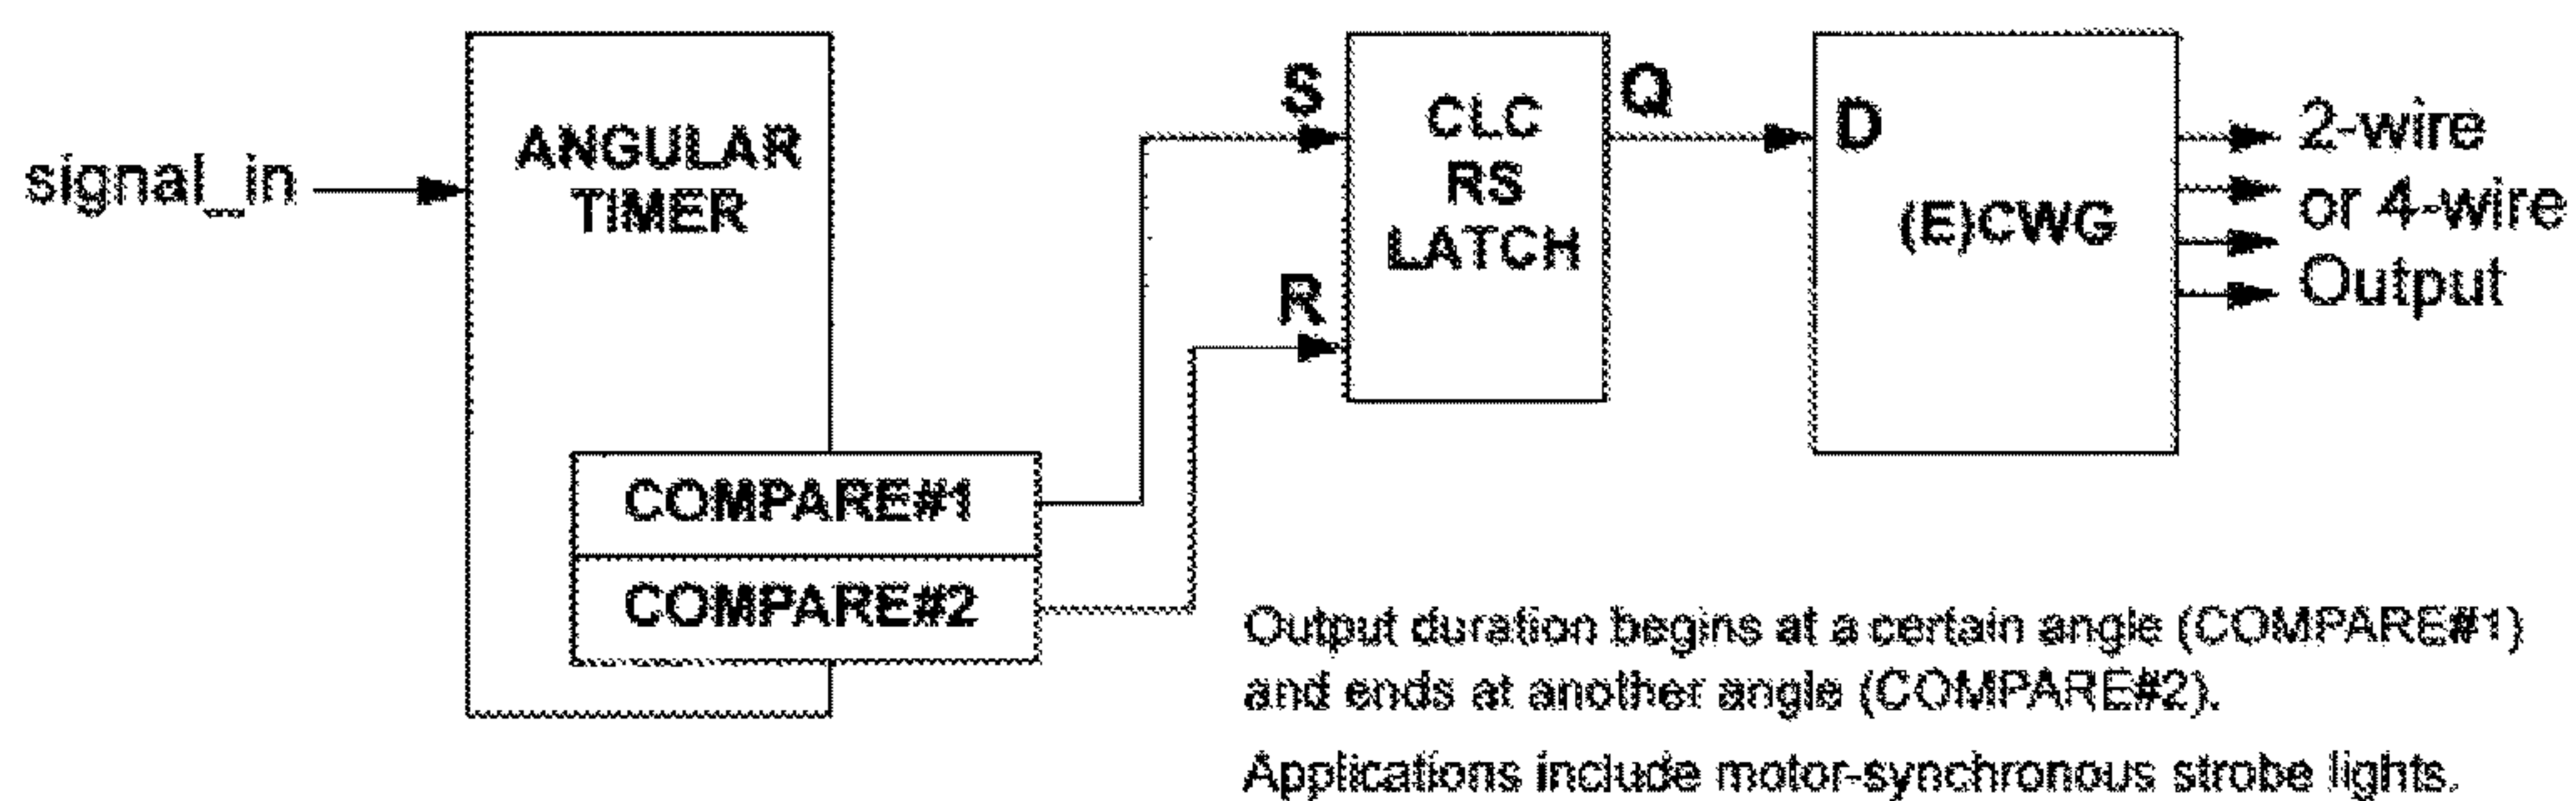 signal_in
ANGULAR
TIMER
COMPARE#1
COMPARE#2
S
R
CLC
RS
LATCH
Q
D
(E)CWG
2-wire
or 4-wire
Output
Output duration begins at a certain angle (COMPARE#1)
and ends at another angle (COMPARE#2).
Applications include motor-synchronous strobe lights.